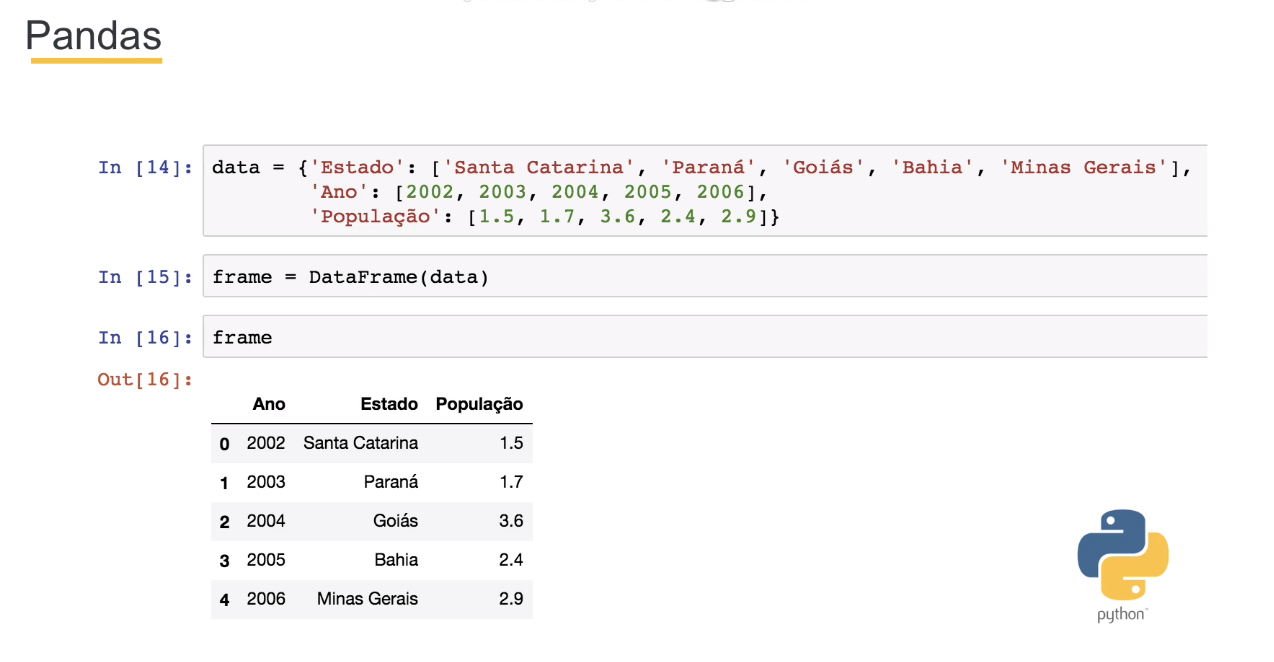 Pandas
In [14]: data = {'Estado': ['Santa Catarina', 'Paraná', 'Goiás', 'Bahia', 'Minas Gerais'],
'Ano': [2002, 2003, 2004, 2005, 2006],
'População': [1.5, 1.7, 3.6, 2.4, 2.9]}
In [15]: frame = DataFrame(data)
In [16]: frame
Out[16]:
Ano Estado População
0 2002 Santa Catarina 1.5
1 2003 Paraná 1.7
2 2004 Goiás 3.6
3 2005 Bahia 2.4
4 2006 Minas Gerais 2.9
python